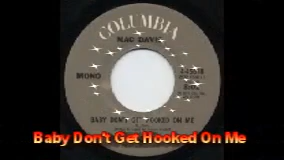 COLUMBIA
MAC DAVIS
MONO
BABY DON'T GET HOOKED ON ME
Baby Don't Get Hooked On Me